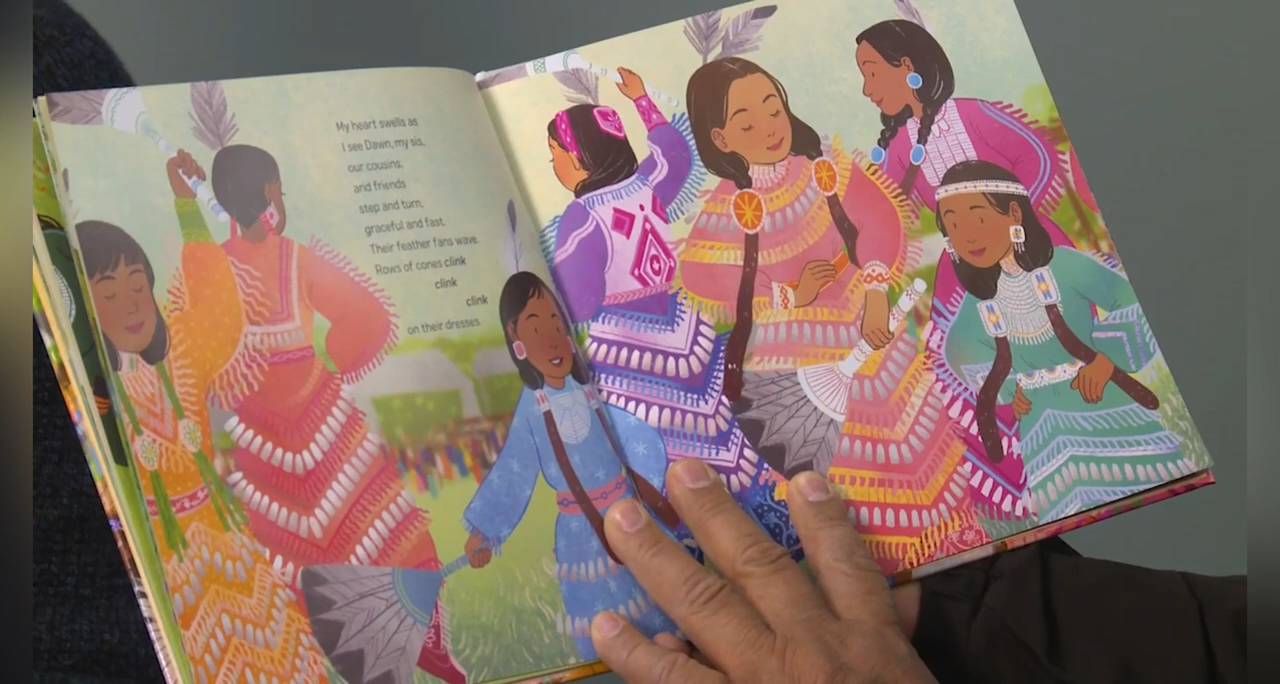 My heart swells as
I see Dawn, my sis,
our cousins,
and friends
step and turn,
graceful and fast.
Their feather fans wave.
Rows of cones clink
clink
clink
on their dresses.